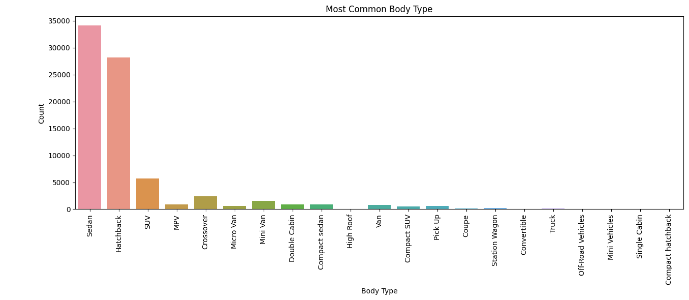 Most Common Body Type
Count
35000
30000
25000
20000
15000
10000
5000
0
Sedan
Hatchback
SUV
MPV
Crossover
Micro Van
Mini Van
Double Cabin
Compact sedan
High Roof
Van
Compact SUV
Pick Up
Coupe
Station Wagon
Convertible
Truck
Off-Road Vehicles
Mini Vehicles
Single Cabin
Compact hatchback
Body Type